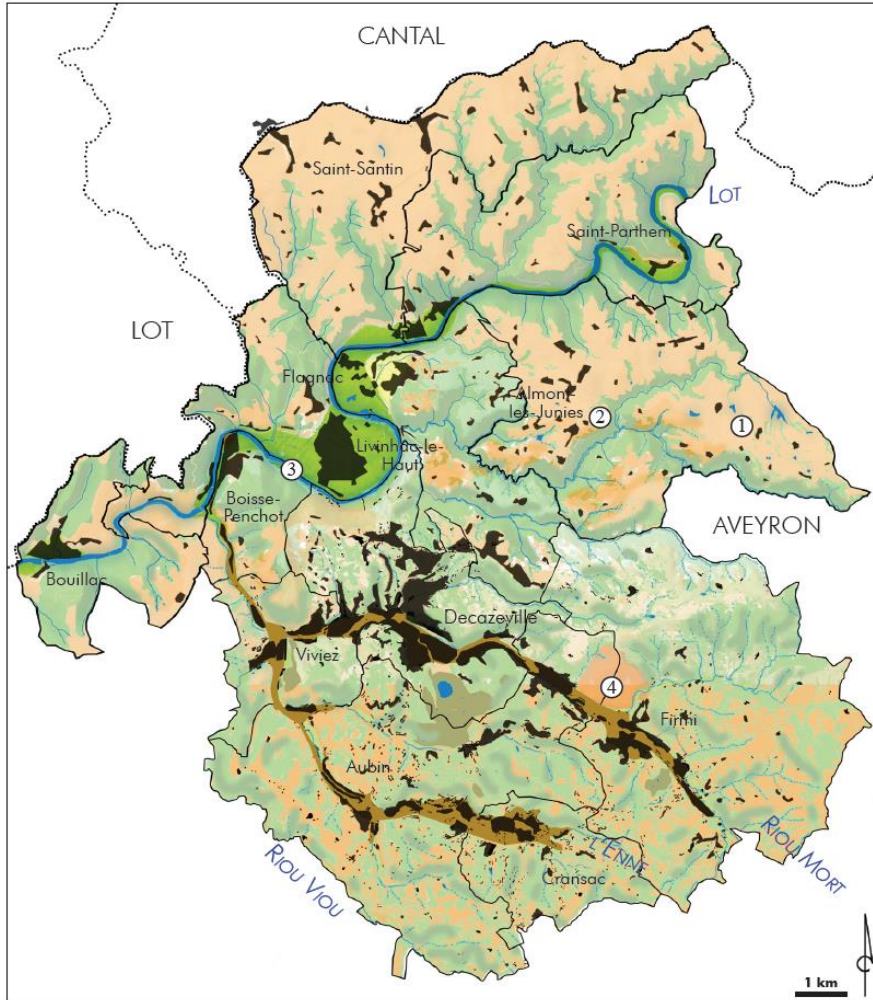 CANTAL
Saint-Santin
LOT
Saint-Parthem
LOT
Flagnac
Almont-
les-Junies
2
1
Livinhac-le-
Haut
3
Boisse-
Penchot
AVEYRON
Bouillac
Decazeville
Viviez
4
Firmi
Aubin
L'ENNE
RIOU MORT
RIOU VIOU
Cransac
1 km